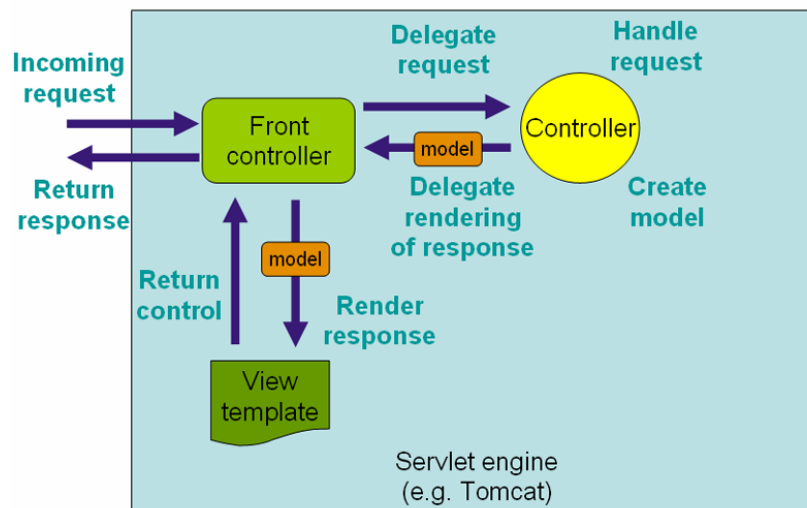 Incoming
request
Front
controller
Delegate
request
Handle
request
Controller
model
Create
model
Delegate
rendering
of response
Return
response
model
Return
control
Render
response
View
template
Servlet engine
(e.g. Tomcat)